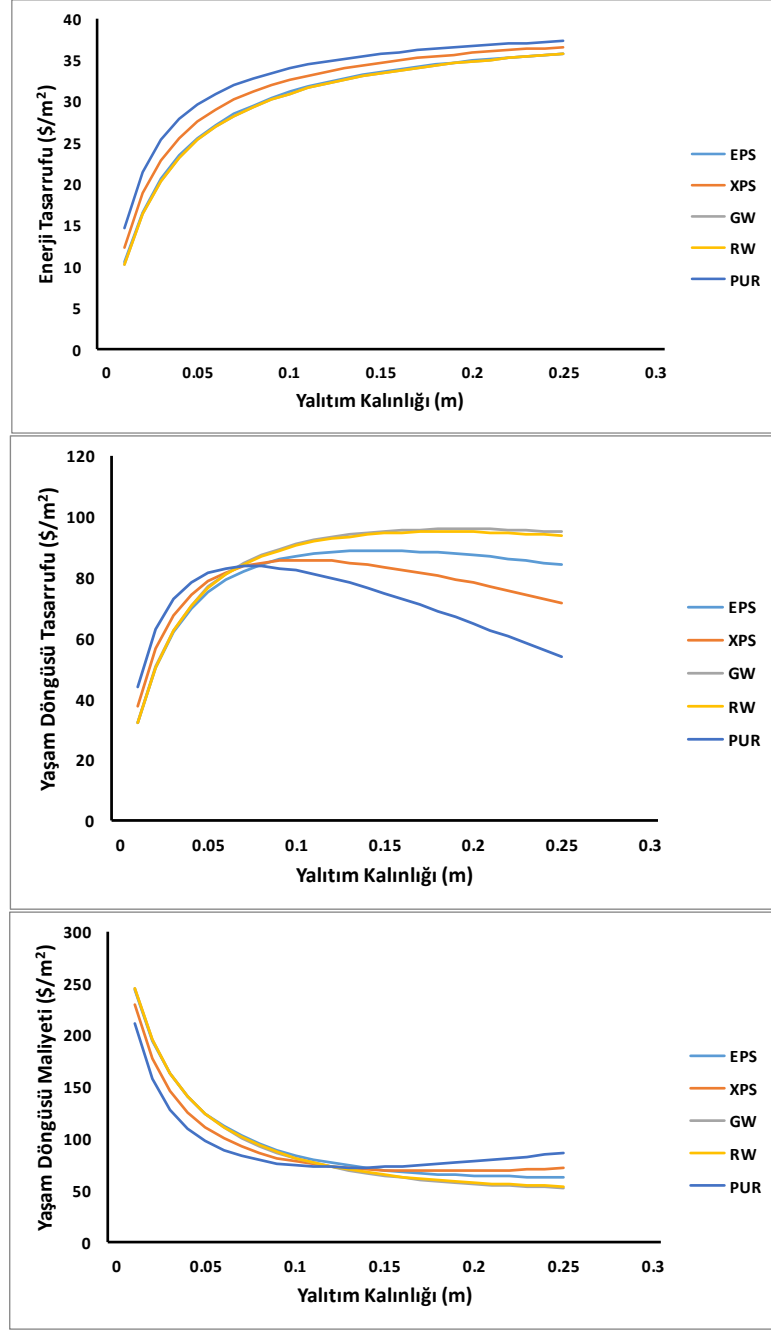 40
35
30
25
20
15
10
5
0
Enerji Tasarrufu ($/m²)
0 0.05 0.1 0.15 0.2 0.25 0.3
Yalıtım Kalınlığı (m)
EPS
XPS
GW
RW
PUR
120
100
80
60
40
20
0
Yaşam Döngüsü Tasarrufu ($/m²)
0 0.05 0.1 0.15 0.2 0.25 0.3
Yalıtım Kalınlığı (m)
EPS
XPS
GW
RW
PUR
300
250
200
150
100
50
0
Yaşam Döngüsü Maliyeti ($/m²)
0 0.05 0.1 0.15 0.2 0.25 0.3
Yalıtım Kalınlığı (m)
EPS
XPS
GW
RW
PUR